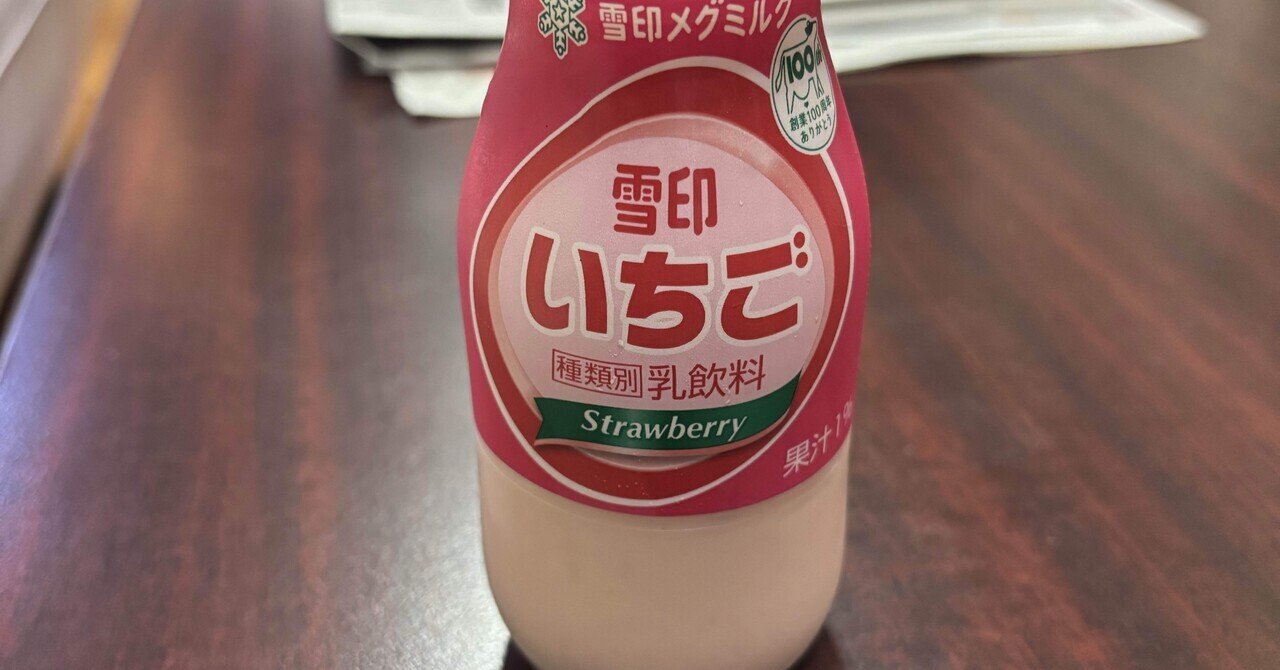 雪印メグミルク
100
創業100周年
ありがとう
雪印
いちご
種類別 乳飲料
Strawberry
果汁1%